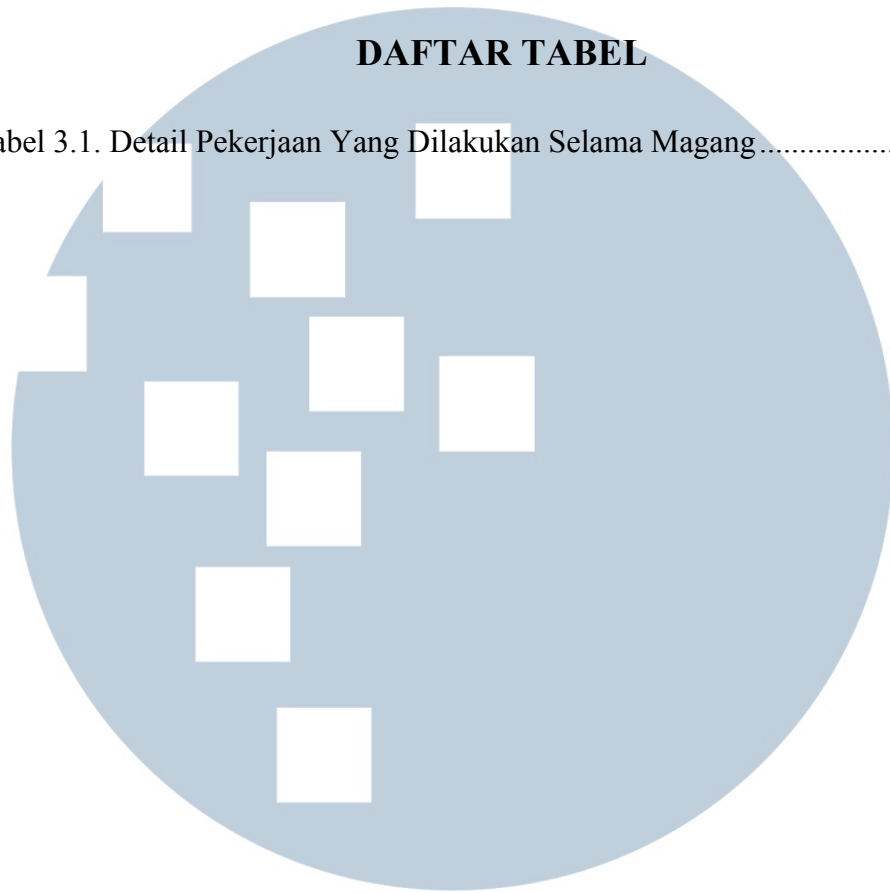 DAFTAR TABEL
abel 3.1. Detail Pekerjaan Yang Dilakukan Selama Magang.................